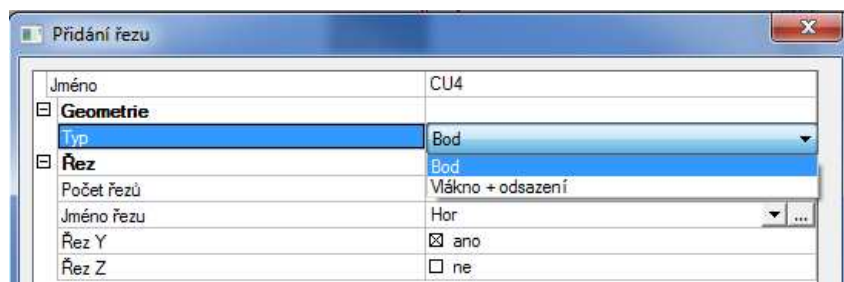 Přidání řezu
Jméno CU4
Geometrie
Typ Bod
Řez Bod
Počet řezů Vlákno + odsazení
Jméno řezu Hor ...
Řez Y ano
Řez Z ne